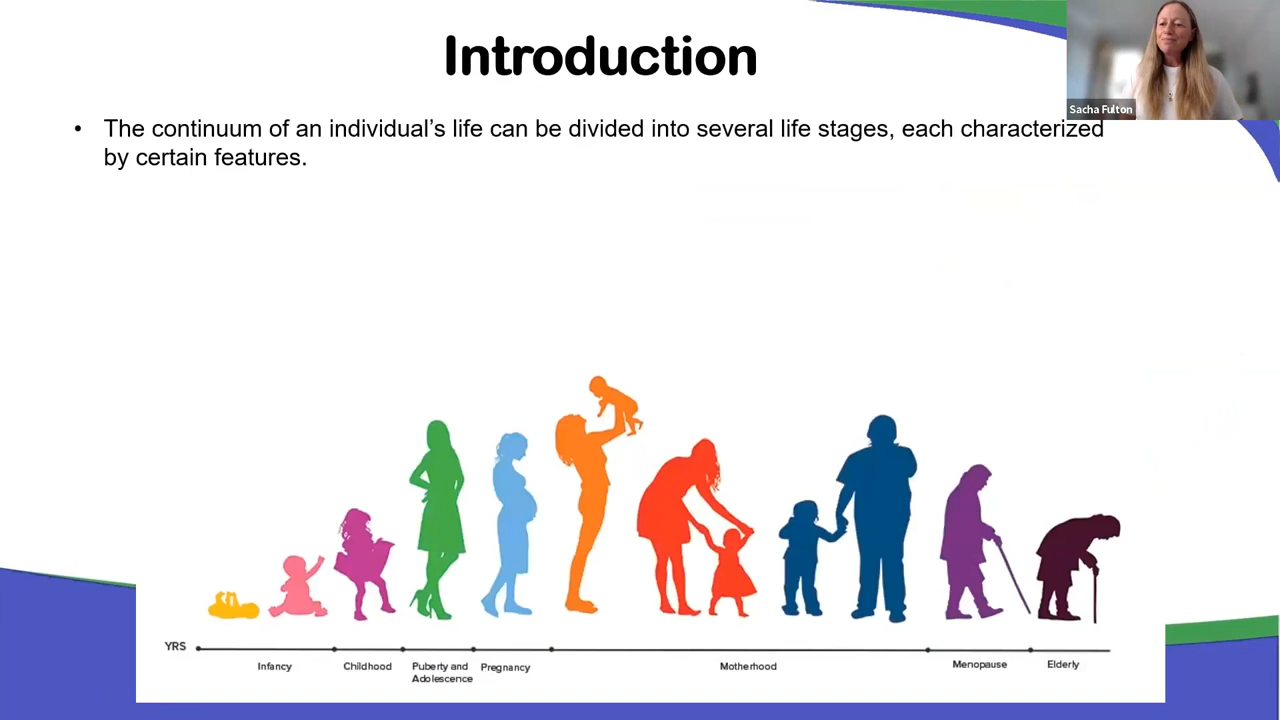 Introduction
Sacha Fulton
• The continuum of an individual's life can be divided into several life stages, each characterized
by certain features.
YRS
Infancy
Childhood
Puberty and
Adolescence
Pregnancy
Motherhood
Menopause
Elderly